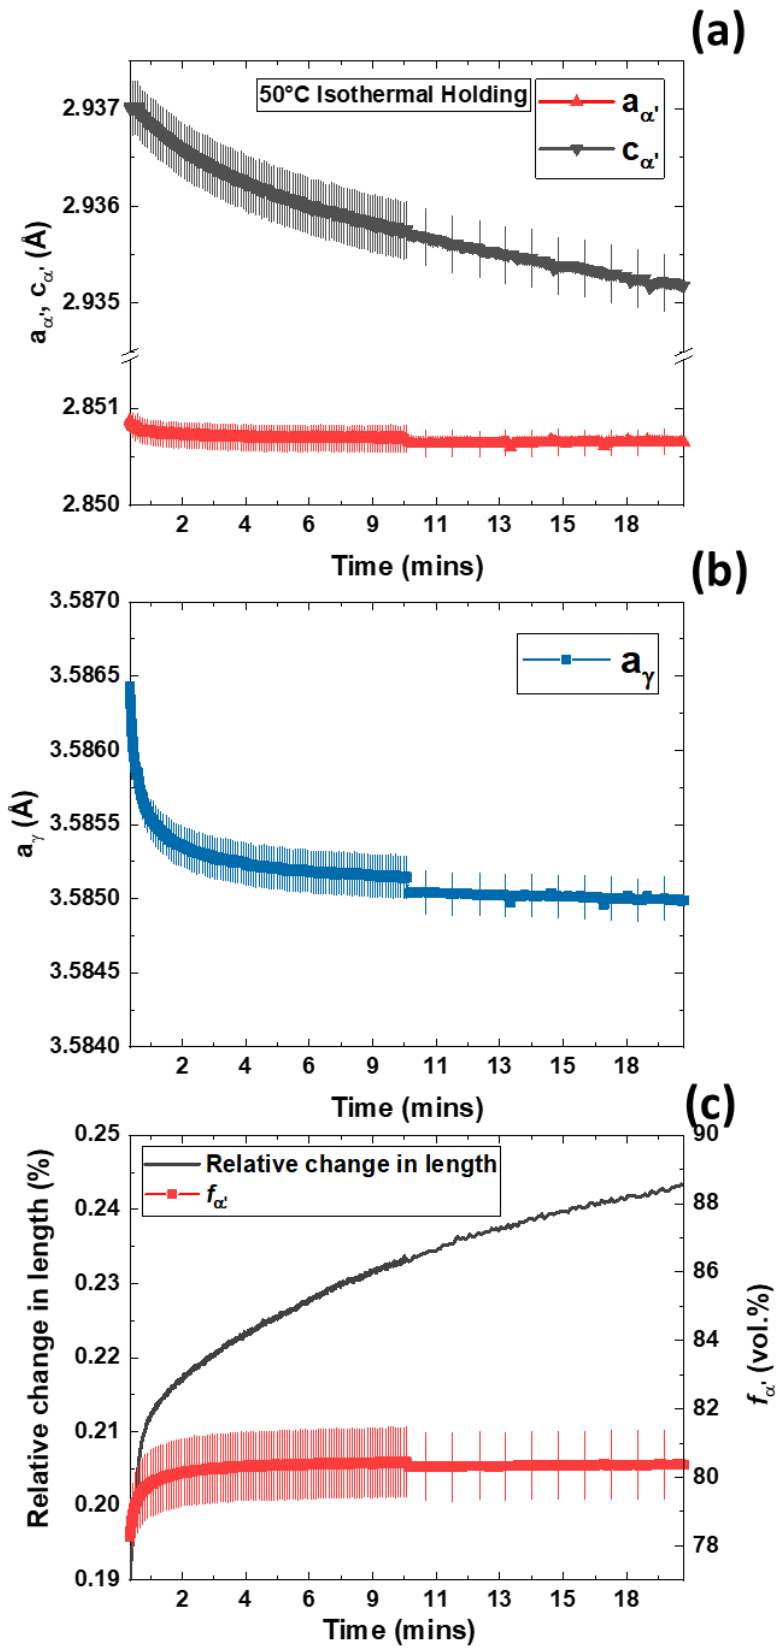 (a)
50°C Isothermal Holding
aα'
cα'
2.937
2.936
2.935
2.851
2.850
aα', cα' (Å)
2 4 6 9 11 13 15 18
Time (mins)
(b)
3.5870
3.5865
3.5860
3.5855
3.5850
3.5845
3.5840
aγ (Å)
aγ
2 4 6 9 11 13 15 18
Time (mins)
(c)
0.25
0.24
0.23
0.22
0.21
0.20
0.19
Relative change in length (%)
Relative change in length
fα'
90
88
86
84
82
80
78
fα' (vol.%)
2 4 6 9 11 13 15 18
Time (mins)